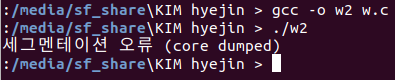 :/media/sf_share\KIM hyejin > gcc -o w2 w.c
:/media/sf_share\KIM hyejin > ./w2
세그멘테이션 오류 (core dumped)
:/media/sf_share\KIM hyejin >